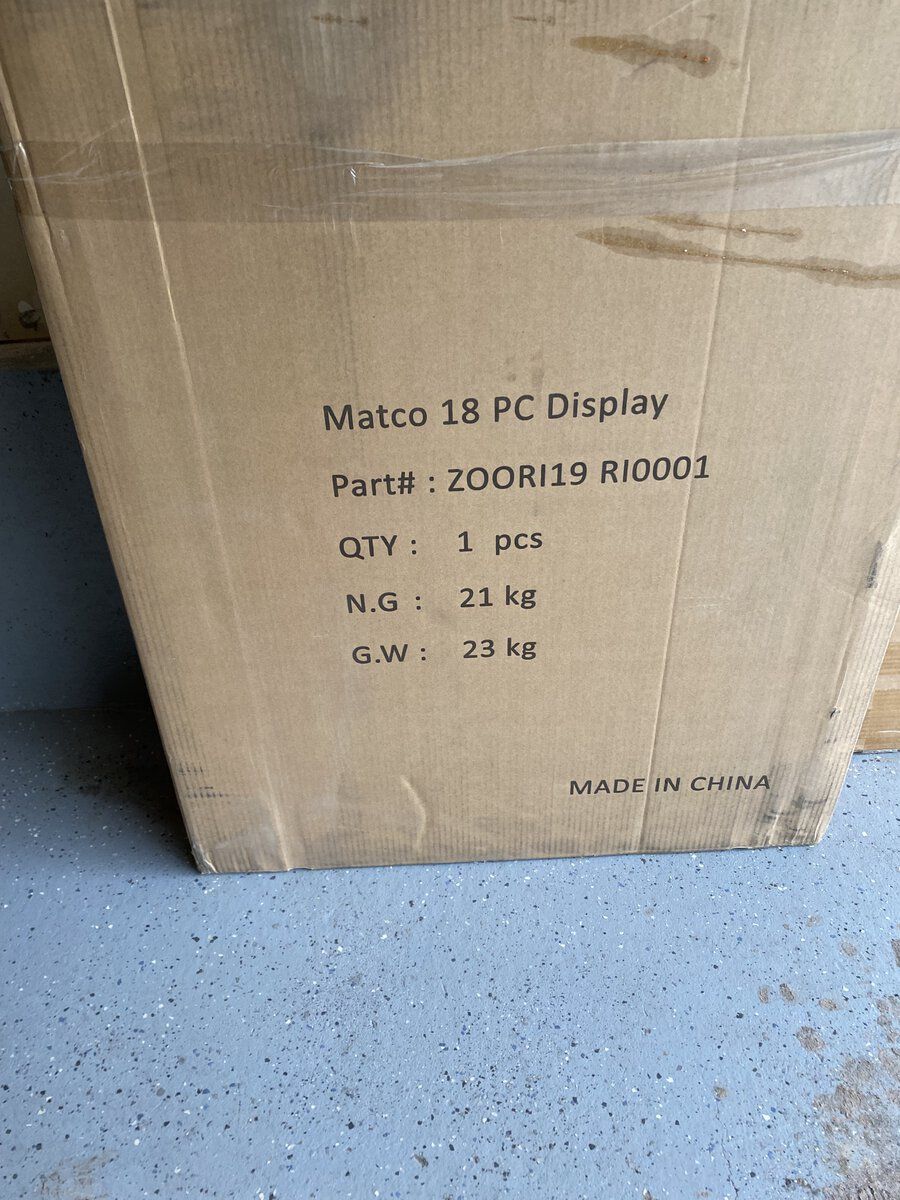 Matco 18 PC Display
Part# : ZOORI19 RI0001
QTY : 1 pcs
N.G : 21 kg
G.W : 23 kg
MADE IN CHINA